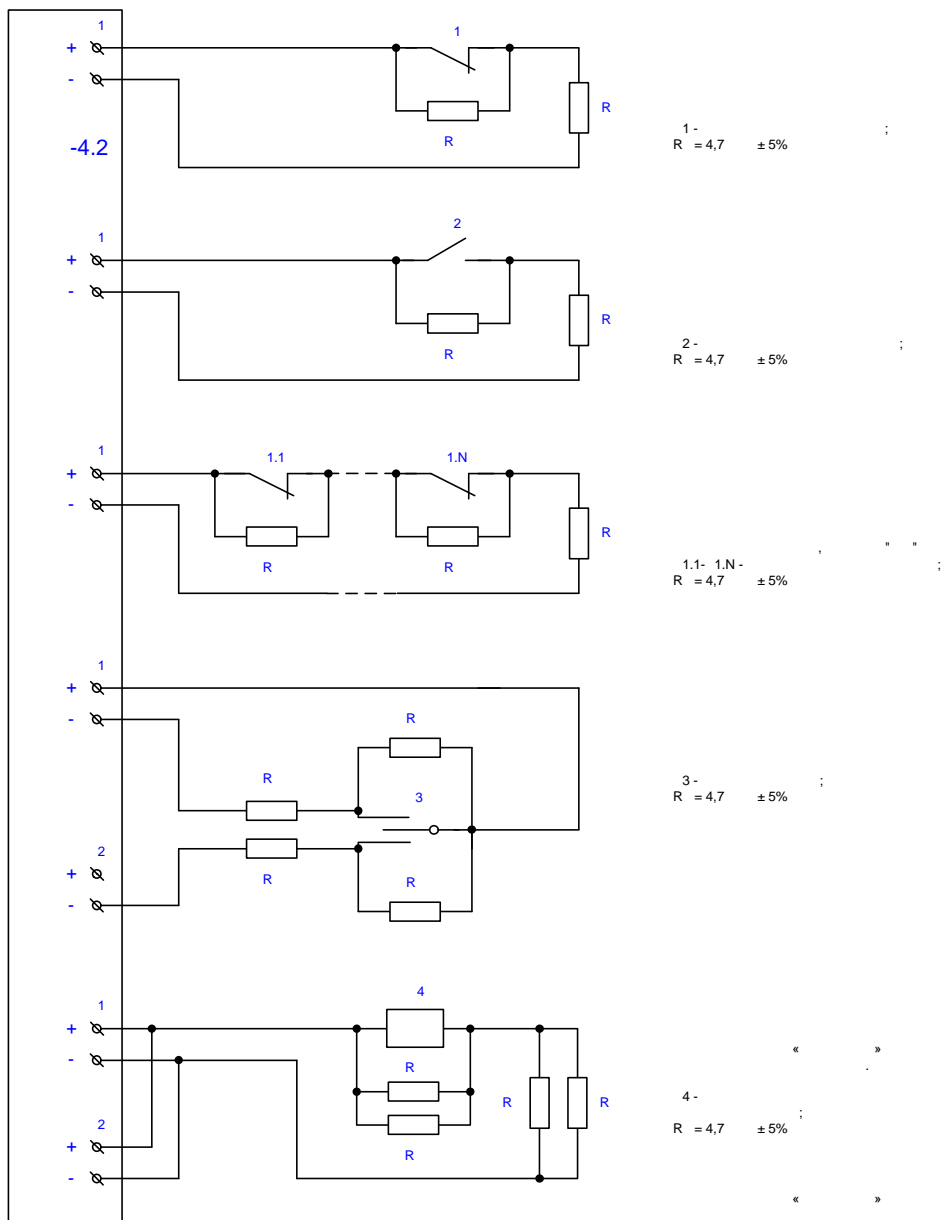 1
+
-
-4.2
1
R
R
1 - ;
R = 4,7 ± 5%
1
+
-
2
R
R
2 - ;
R = 4,7 ± 5%
1
+
-
1.1
1.N
R
R
R
, " "
1.1- 1.N - ;
R = 4,7 ± 5%
1
+
-
R
R
3
3 - ;
R = 4,7 ± 5%
2
+
-
R
R
1
+
-
4
R
R
R
R
« »
.
4 -
;
R = 4,7 ± 5%
2
+
-
« »